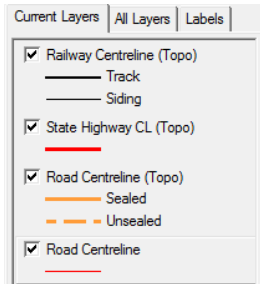 Current Layers All Layers Labels
Railway Centreline (Topo)
Track
Siding
State Highway CL (Topo)
Road Centreline (Topo)
Sealed
Unsealed
Road Centreline